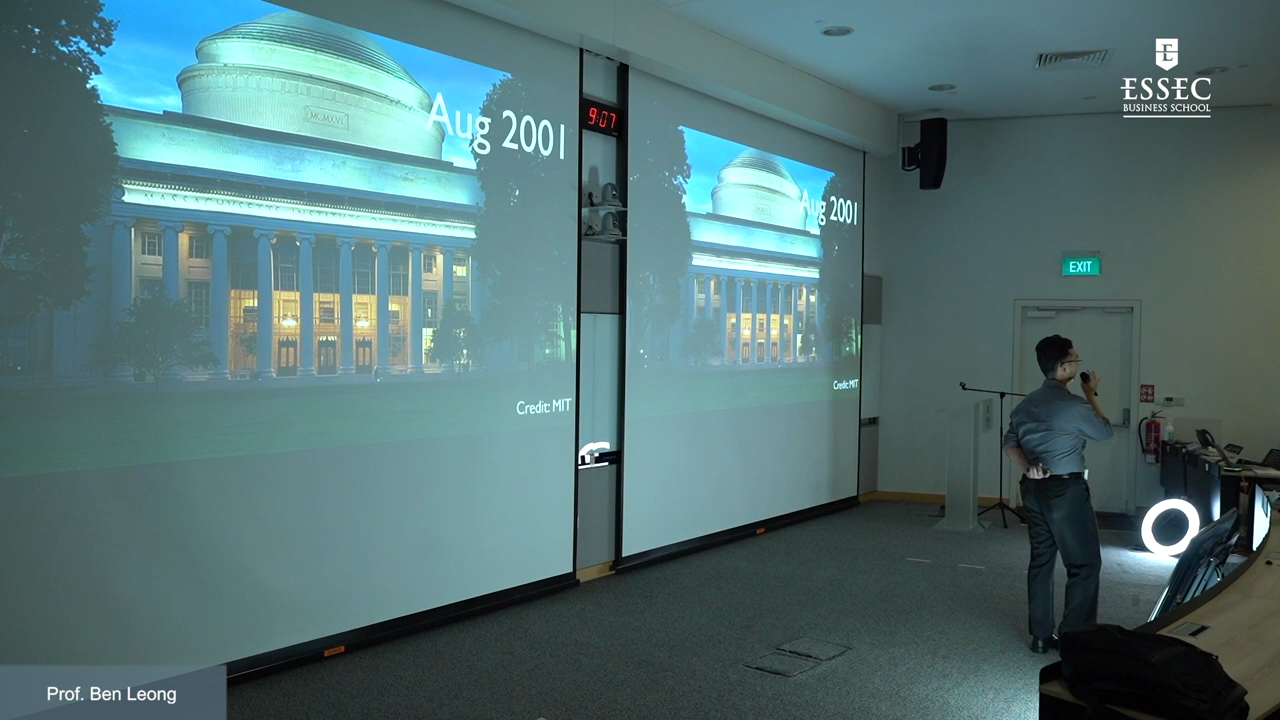 ESSEC
BUSINESS SCHOOL
MCMXVI
Aug 2001
Credit: MIT
9:07
Aug 2001
Credit: MIT
EXIT
Prof. Ben Leong